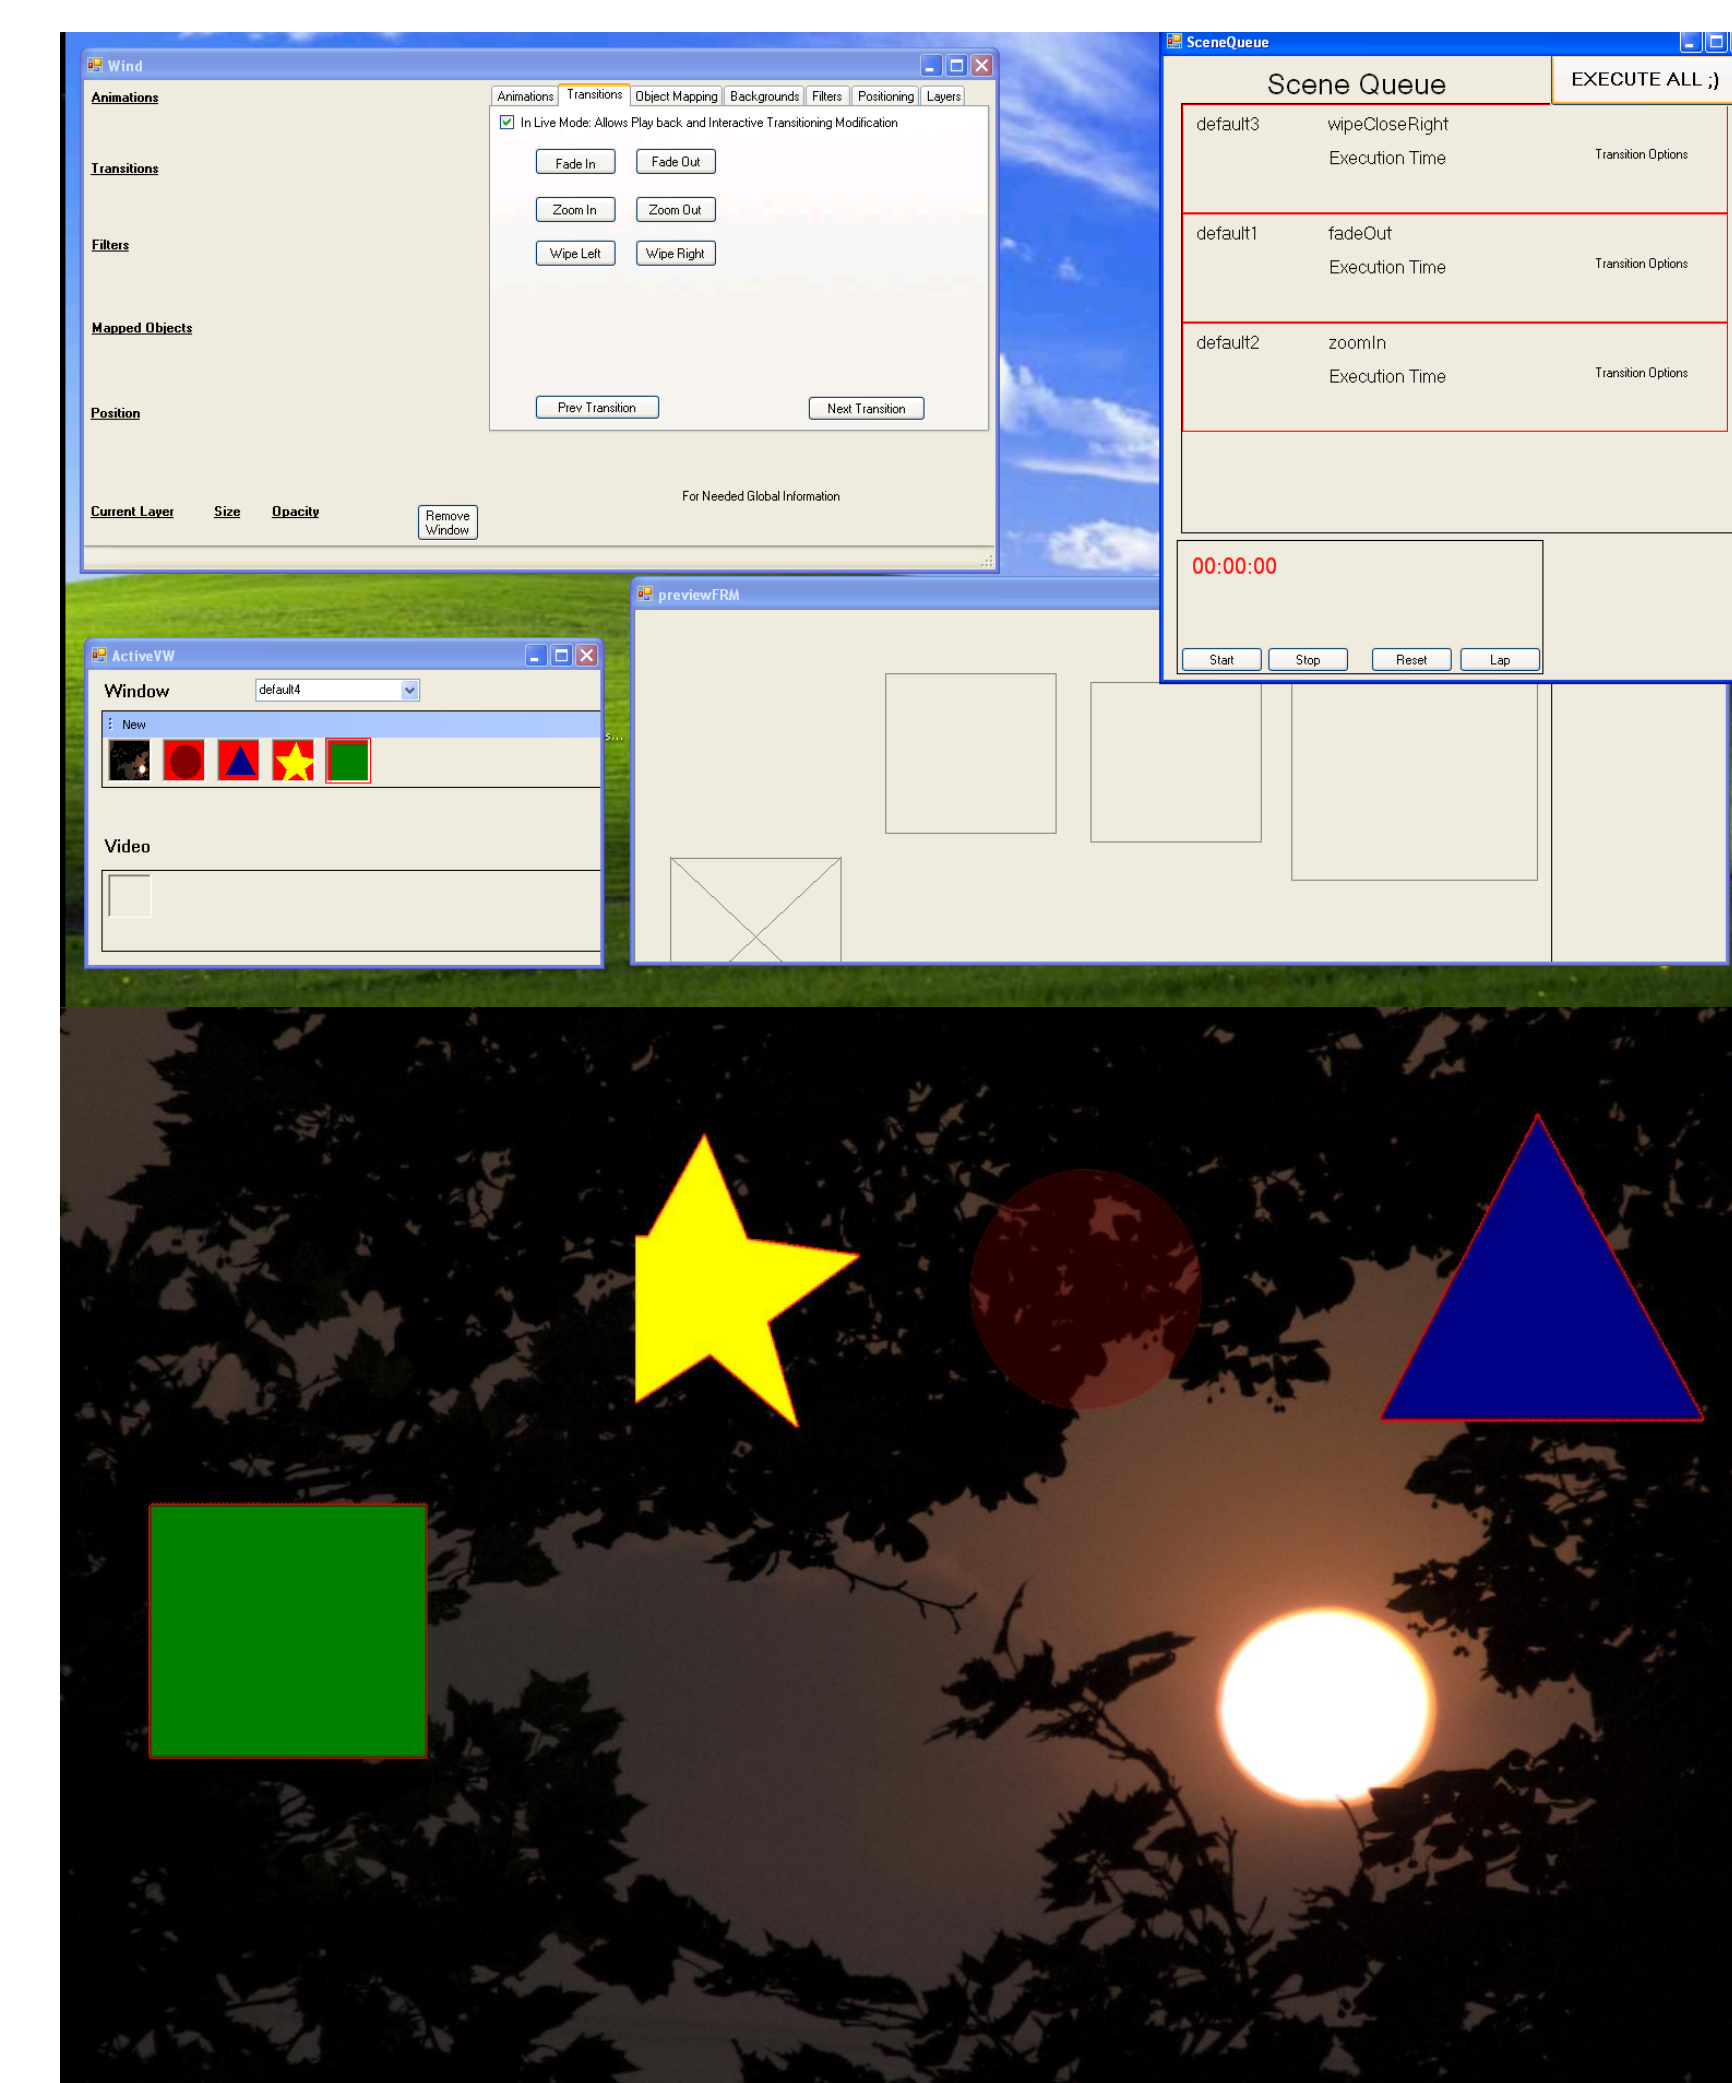 Wind
Animations
Transitions
Filters
Mapped Objects
Position
Current Layer Size Opacity
Remove
Window
Animations Transitions Object Mapping Backgrounds Filters Positioning Layers
In Live Mode: Allows Play back and Interactive Transitioning Modification
Fade In Fade Out
Zoom In Zoom Out
Wipe Left Wipe Right
Prev Transition Next Transition
For Needed Global Information
SceneQueue
Scene Queue
EXECUTE ALL ;)
default3 wipeCloseRight
Execution Time Transition Options
default1 fadeOut
Execution Time Transition Options
default2 zoomIn
Execution Time Transition Options
00:00:00
Start Stop Reset Lap
previewFRM
ActiveVW
Window default4
New
s...
Video